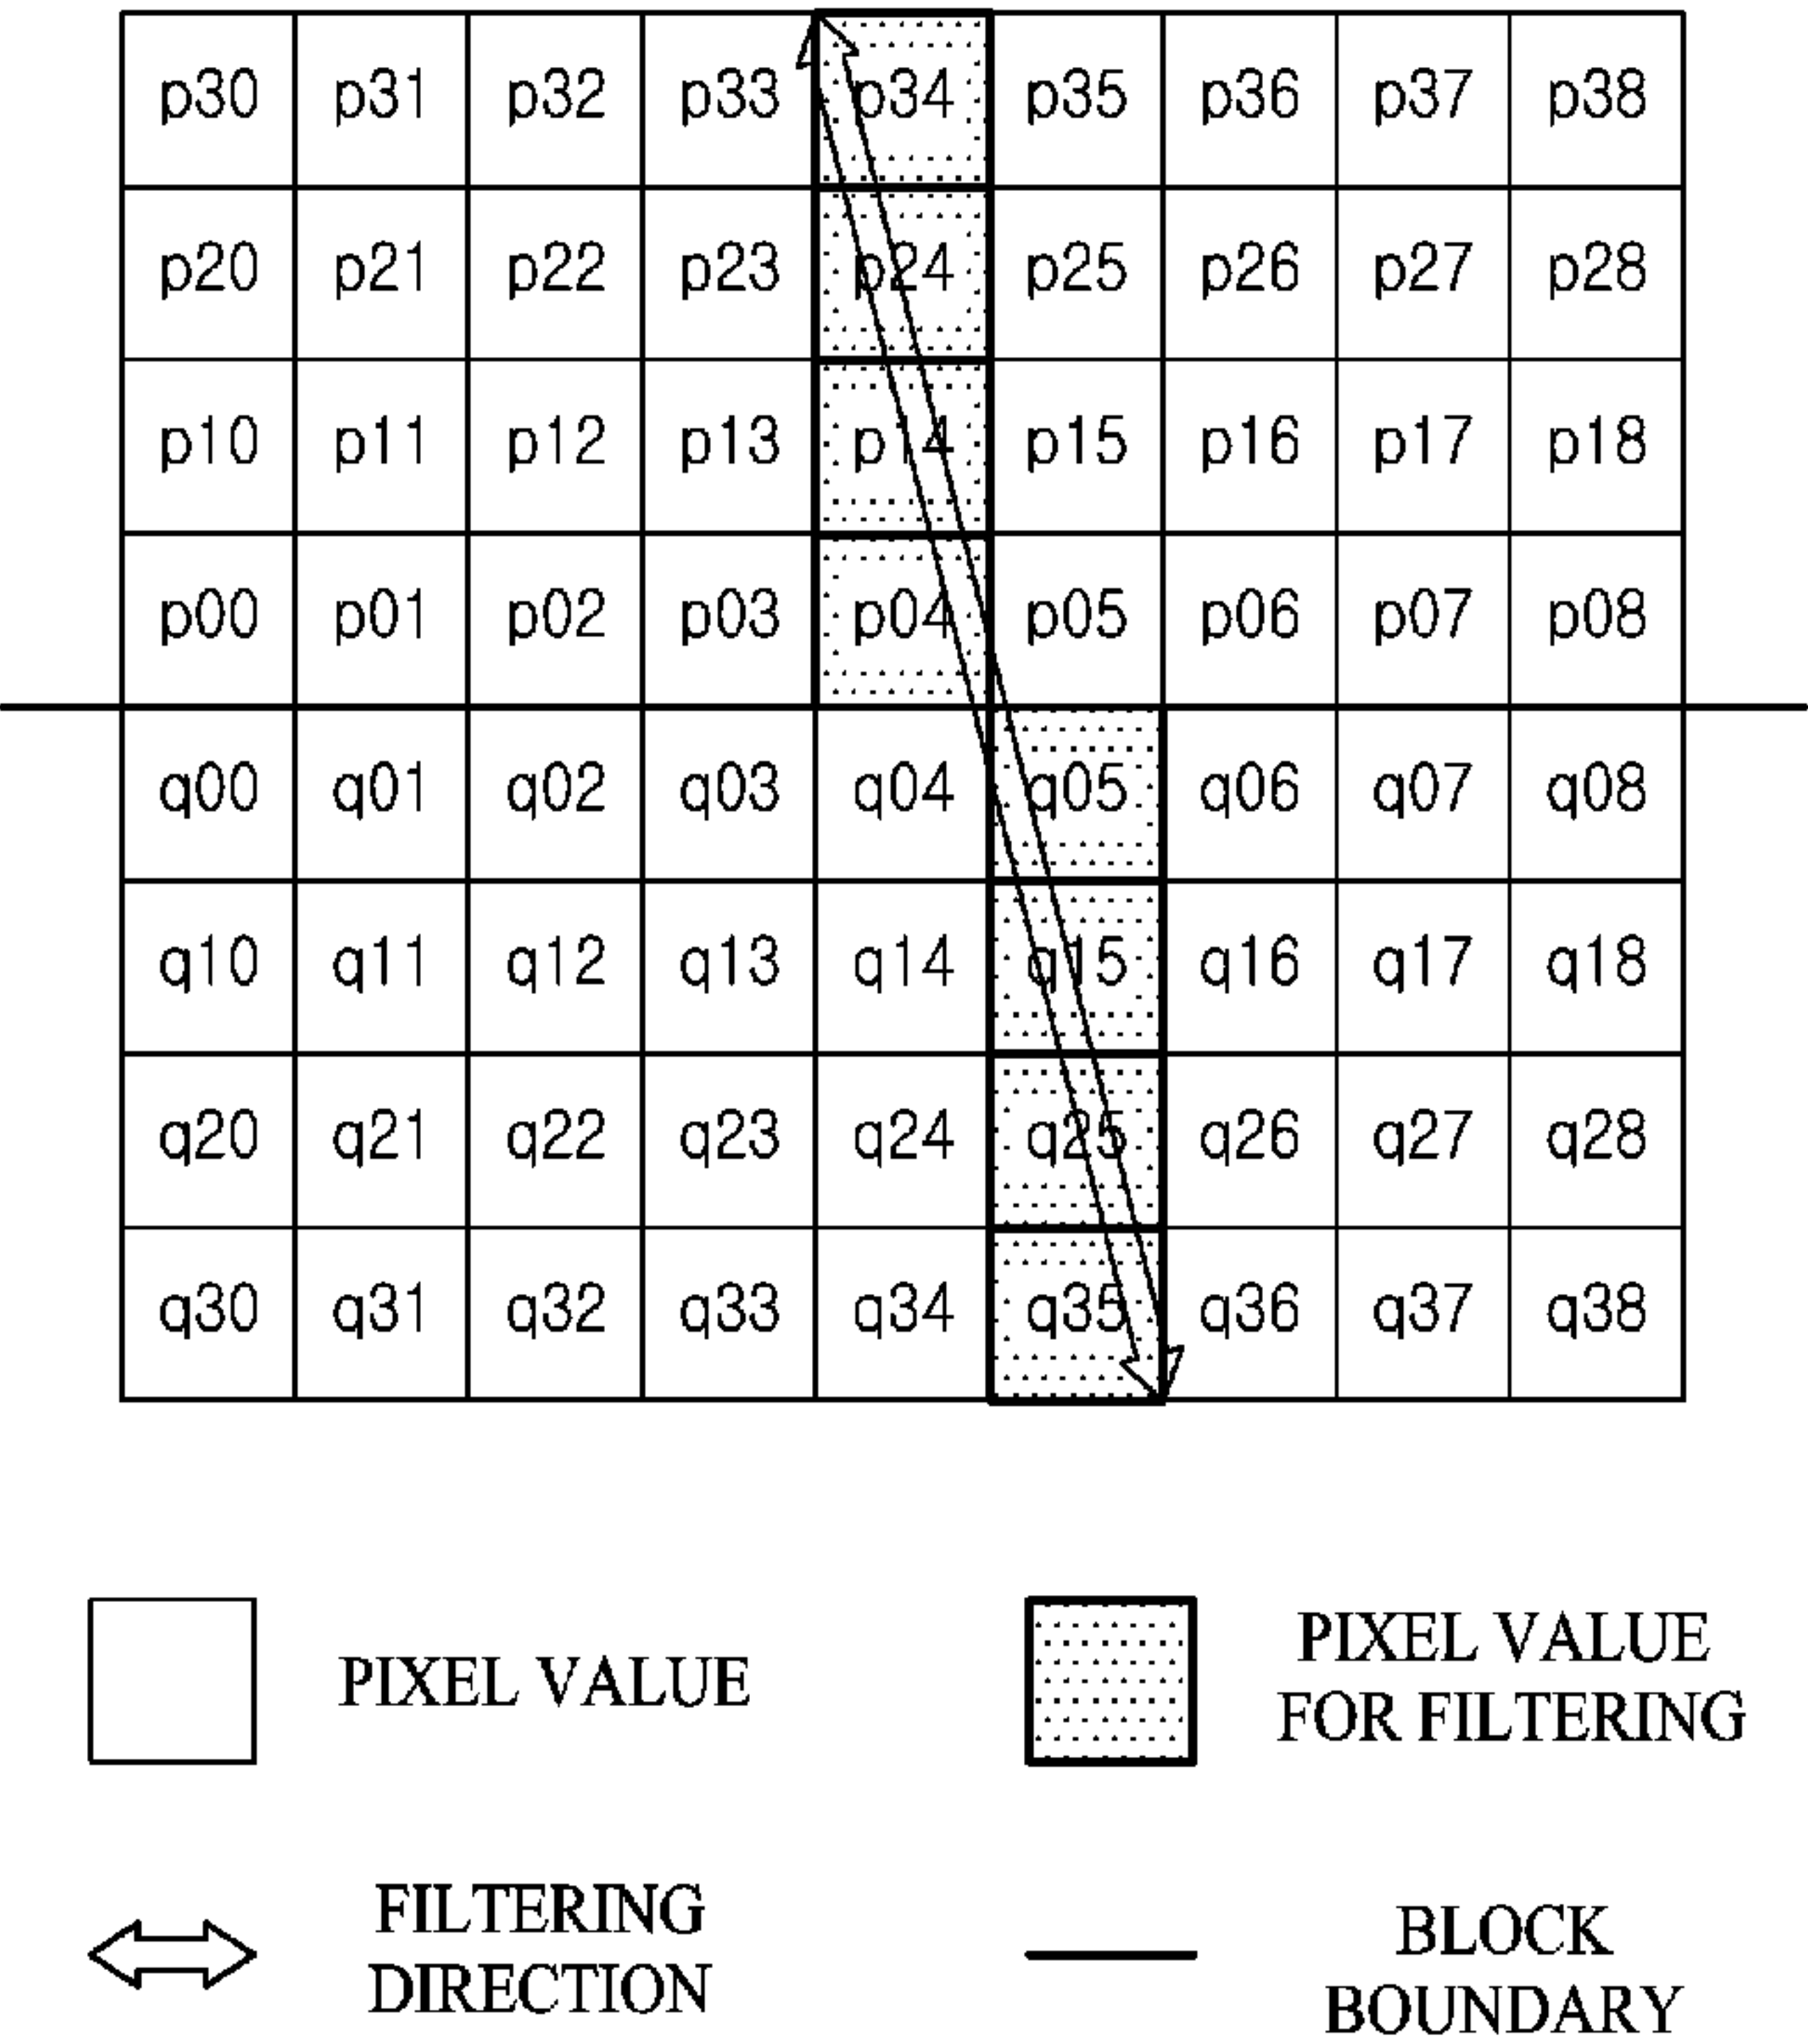 p30 p31 p32 p33 p34 p35 p36 p37 p38
p20 p21 p22 p23 p24 p25 p26 p27 p28
p10 p11 p12 p13 p14 p15 p16 p17 p18
p00 p01 p02 p03 p04 p05 p06 p07 p08
q00 q01 q02 q03 q04 q05 q06 q07 q08
q10 q11 q12 q13 q14 q15 q16 q17 q18
q20 q21 q22 q23 q24 q25 q26 q27 q28
q30 q31 q32 q33 q34 q35 q36 q37 q38
PIXEL VALUE
PIXEL VALUE
FOR FILTERING
FILTERING
DIRECTION
BLOCK
BOUNDARY